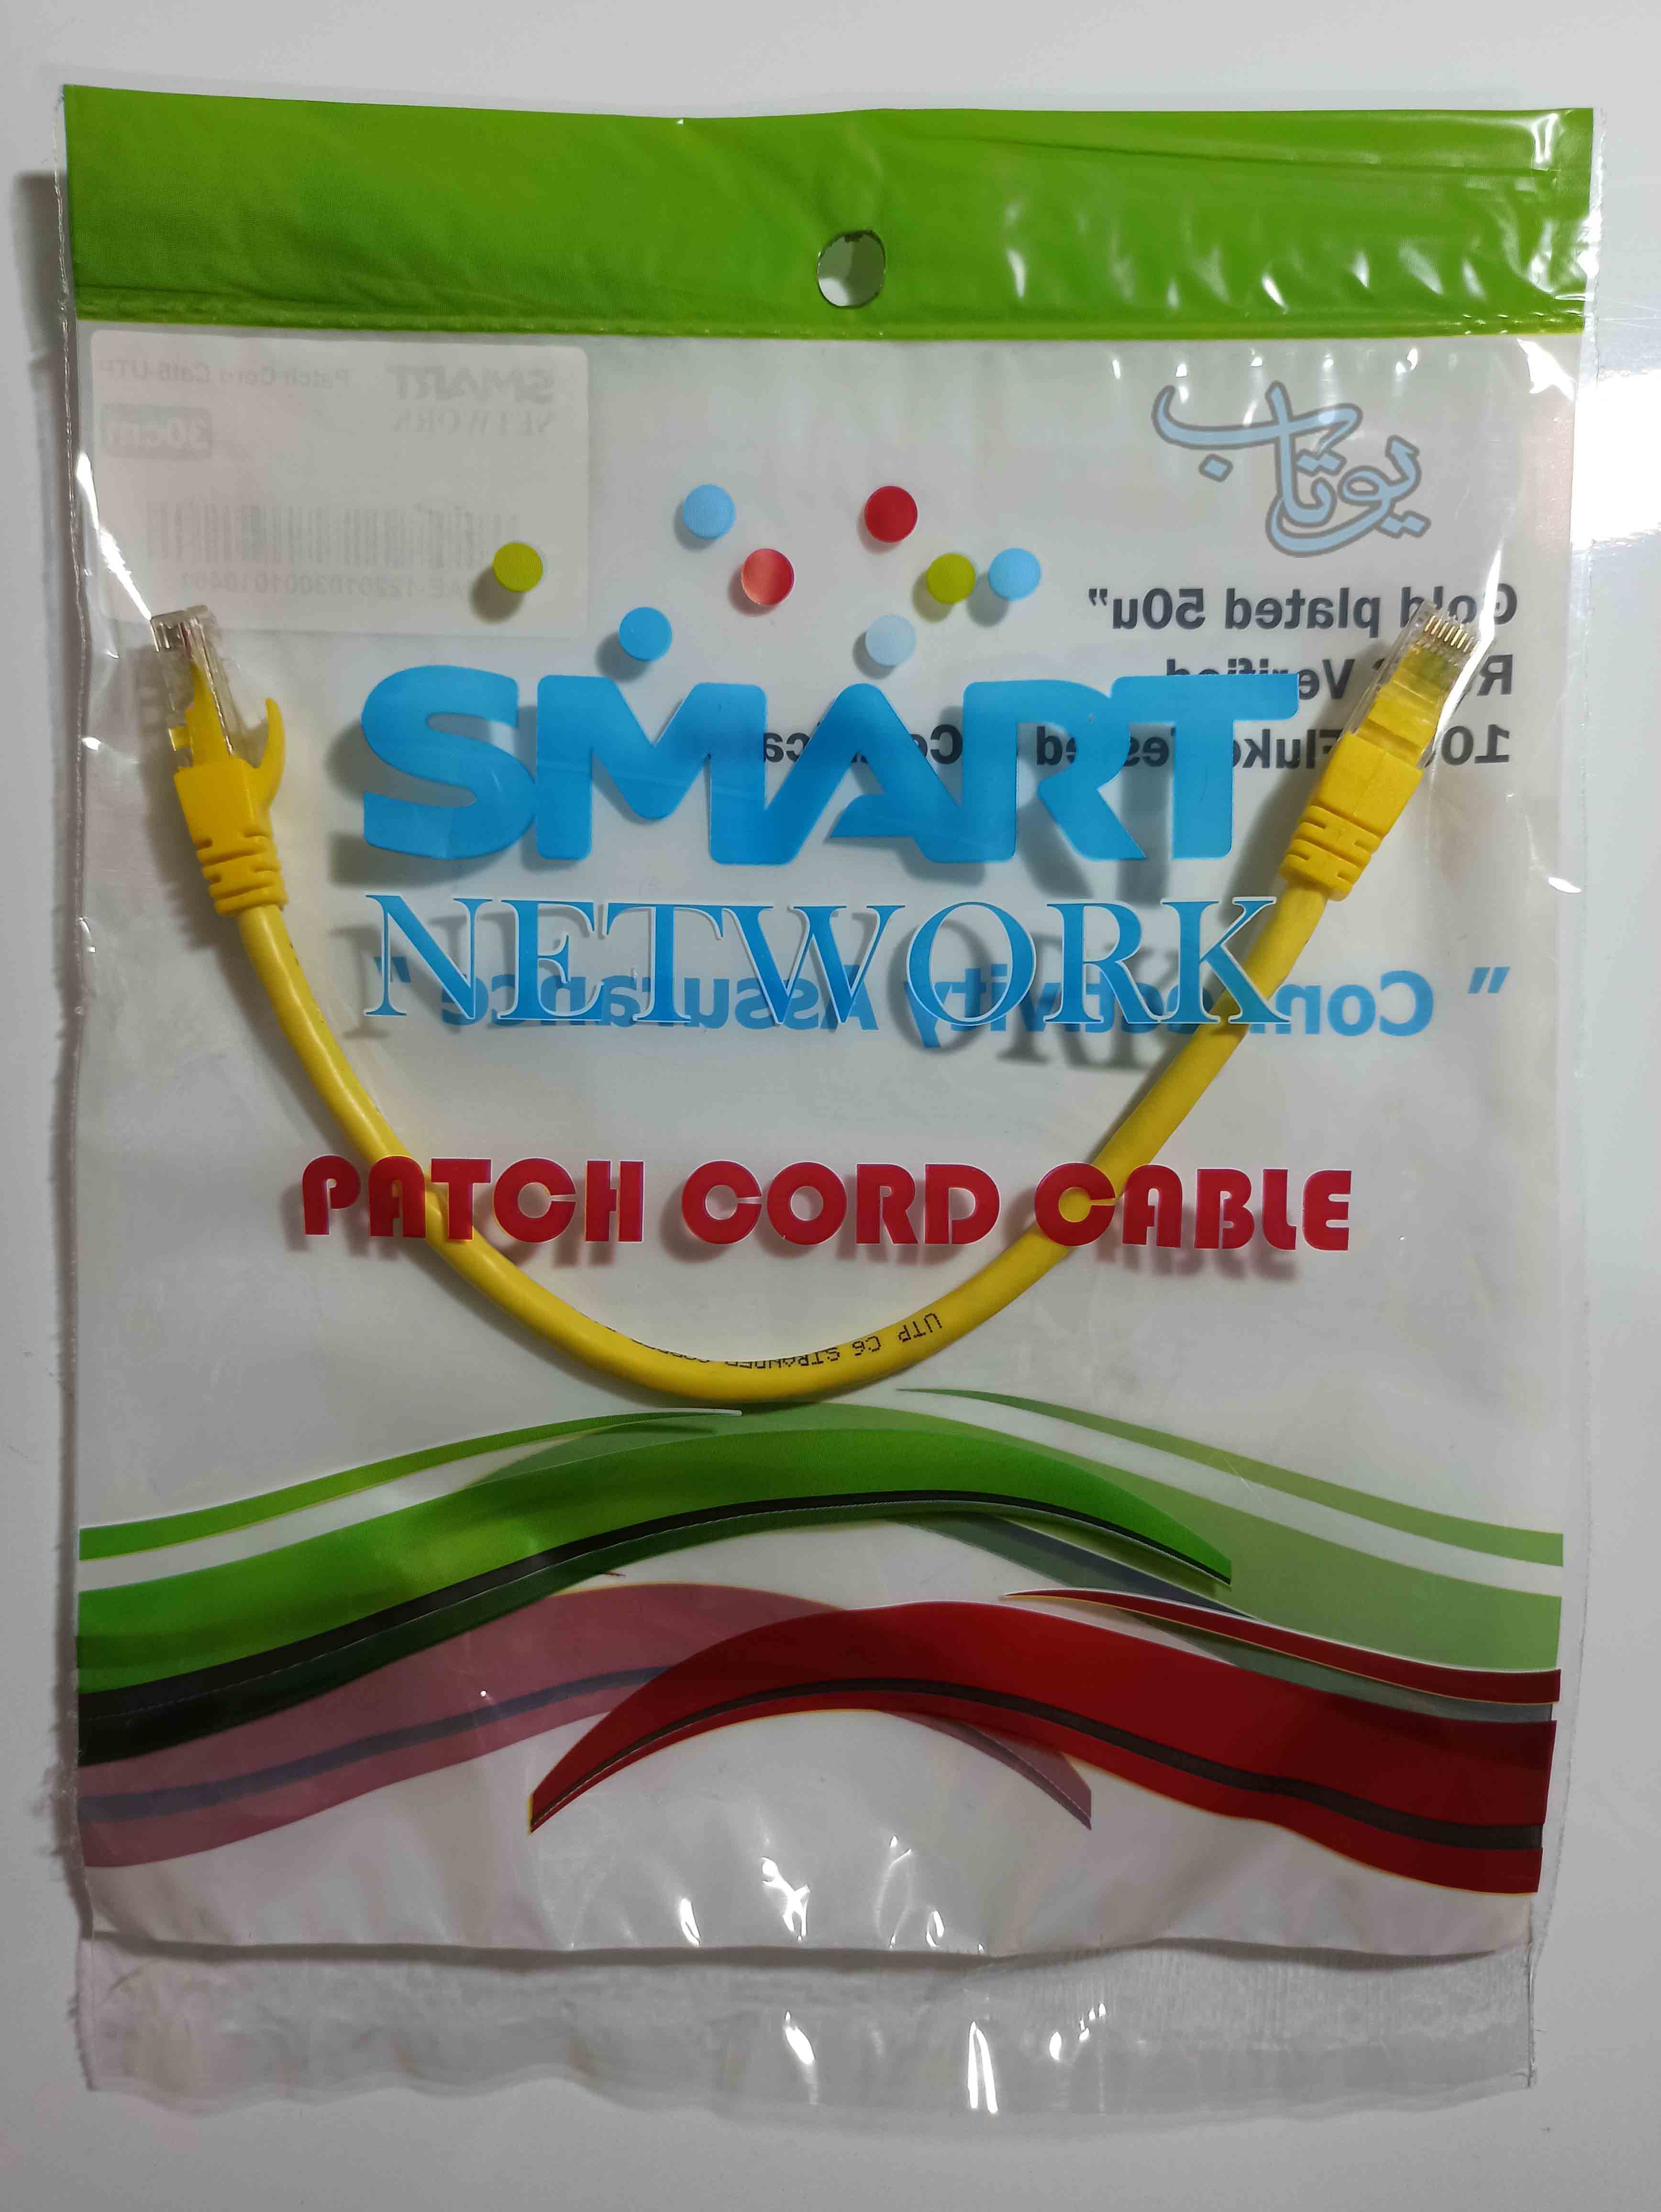 Patch Cord Cat6 UTP
SMART
NETWORK
30cm
یوتاب
Gold plated 50u"
Verified
SMART
NETWORK
" Connectivity Assurance "
PATCH CORD CABLE
UTP C6 STRANDED